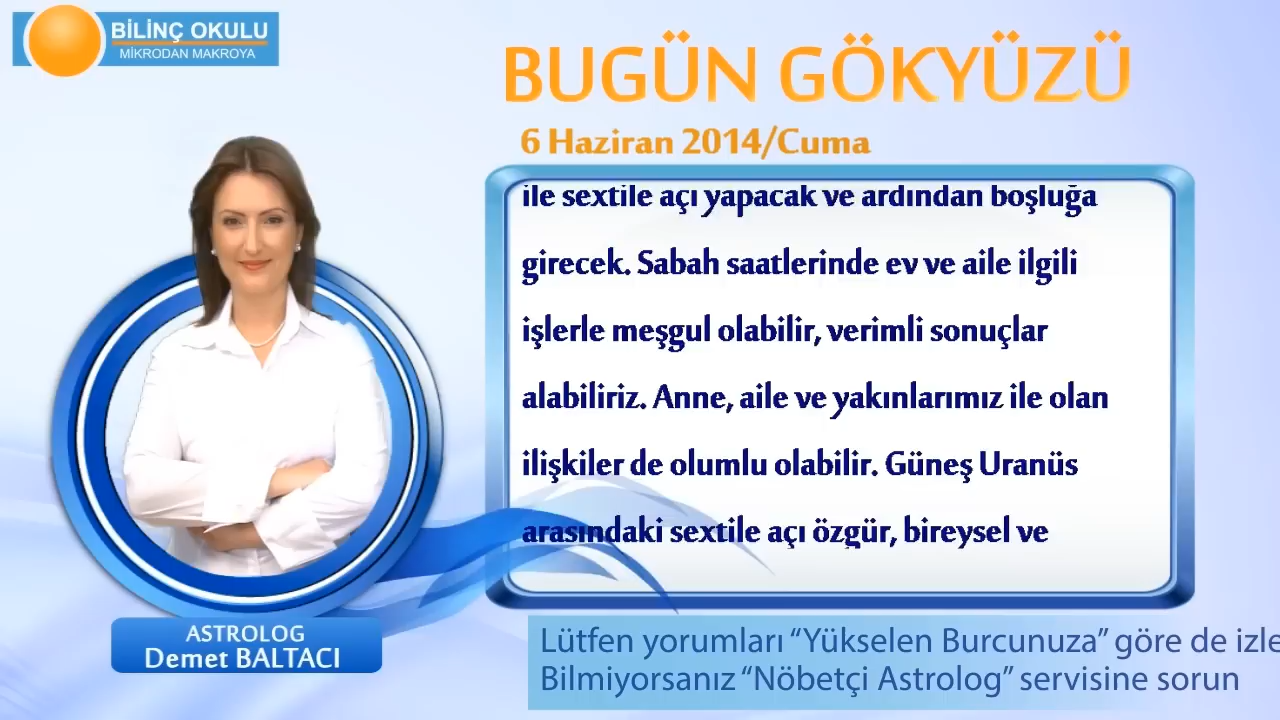 BİLİNÇ OKULU
MİKRODAN MAKROYA
BUGÜN GÖKYÜZÜ
6 Haziran 2014/Cuma
ile sextile açı yapacak ve ardından boşluğa
girecek. Sabah saatlerinde ev ve aile ilgili
işlerle meşgul olabilir, verimli sonuçlar
alabiliriz. Anne, aile ve yakınlarımız ile olan
ilişkiler de olumlu olabilir. Güneş Uranüs
arasındaki sextile açı özgür, bireysel ve
ASTROLOG
Demet BALTACI
Lütfen yorumları “Yükselen Burcunuza” göre de izle
Bilmiyorsanız “Nöbetçi Astrolog” servisine sorun